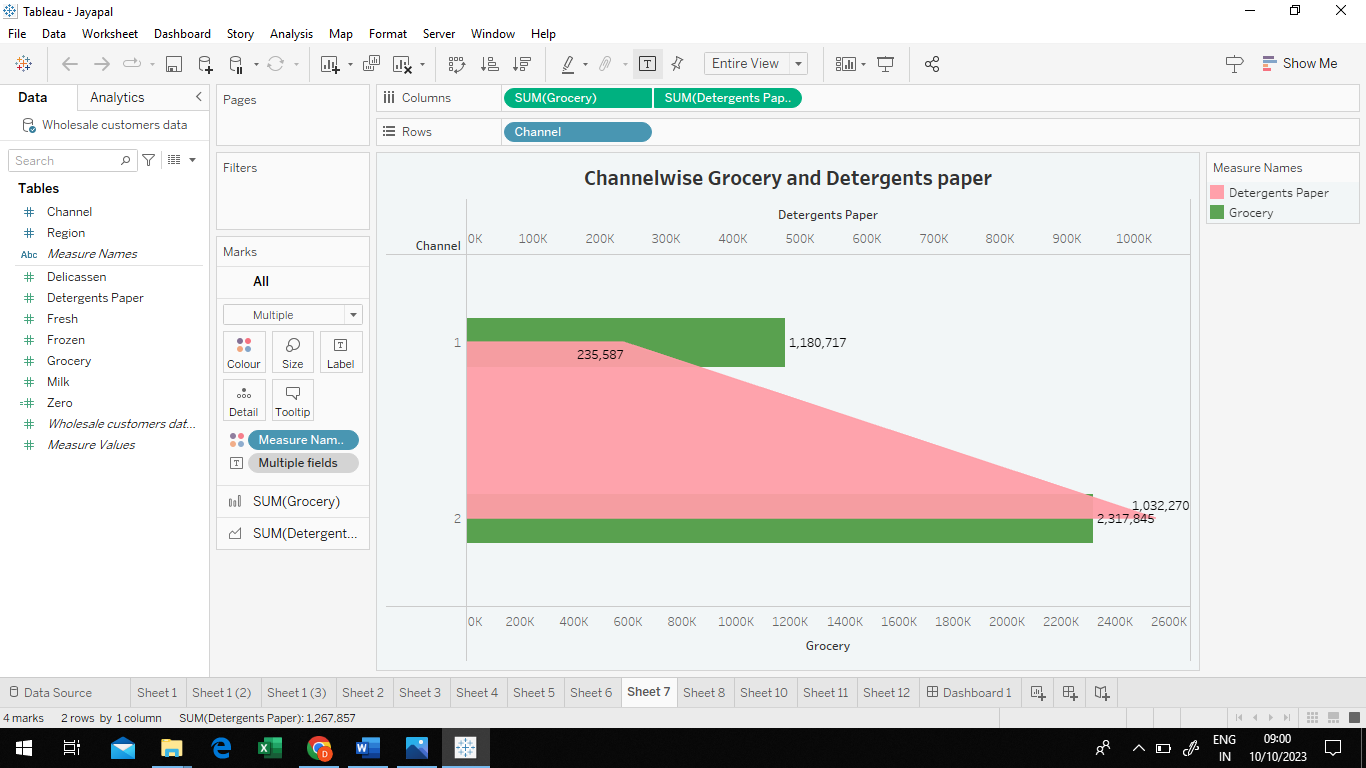 Tableau - Jayapal
File Data Worksheet Dashboard Story Analysis Map Format Server Window Help
Entire View
Show Me
Data Analytics
Wholesale customers data
Search
Tables
Channel
Region
Abc Measure Names
Delicassen
Detergents Paper
Fresh
Frozen
Grocery
Milk
Zero
Wholesale customers dat...
Measure Values
Pages
Filters
Marks
All
Multiple
Colour Size Label
Detail Tooltip
Measure Nam..
Multiple fields
SUM(Grocery)
SUM(Detergent...
Columns SUM(Grocery) SUM(Detergents Pap..
Rows Channel
Channelwise Grocery and Detergents paper
Detergents Paper
Channel 0K 100K 200K 300K 400K 500K 600K 700K 800K 900K 1000K
1 1,180,717
235,587
1,032,270
2 2,317,845
0K 200K 400K 600K 800K 1000K 1200K 1400K 1600K 1800K 2000K 2200K 2400K 2600K
Grocery
Measure Names
Detergents Paper
Grocery
Data Source Sheet 1 Sheet 1 (2) Sheet 1 (3) Sheet 2 Sheet 3 Sheet 4 Sheet 5 Sheet 6 Sheet 7 Sheet 8 Sheet 10 Sheet 11 Sheet 12 Dashboard 1
4 marks 2 rows by 1 column SUM(Detergents Paper): 1,267,857
ENG 09:00
IN 10/10/2023